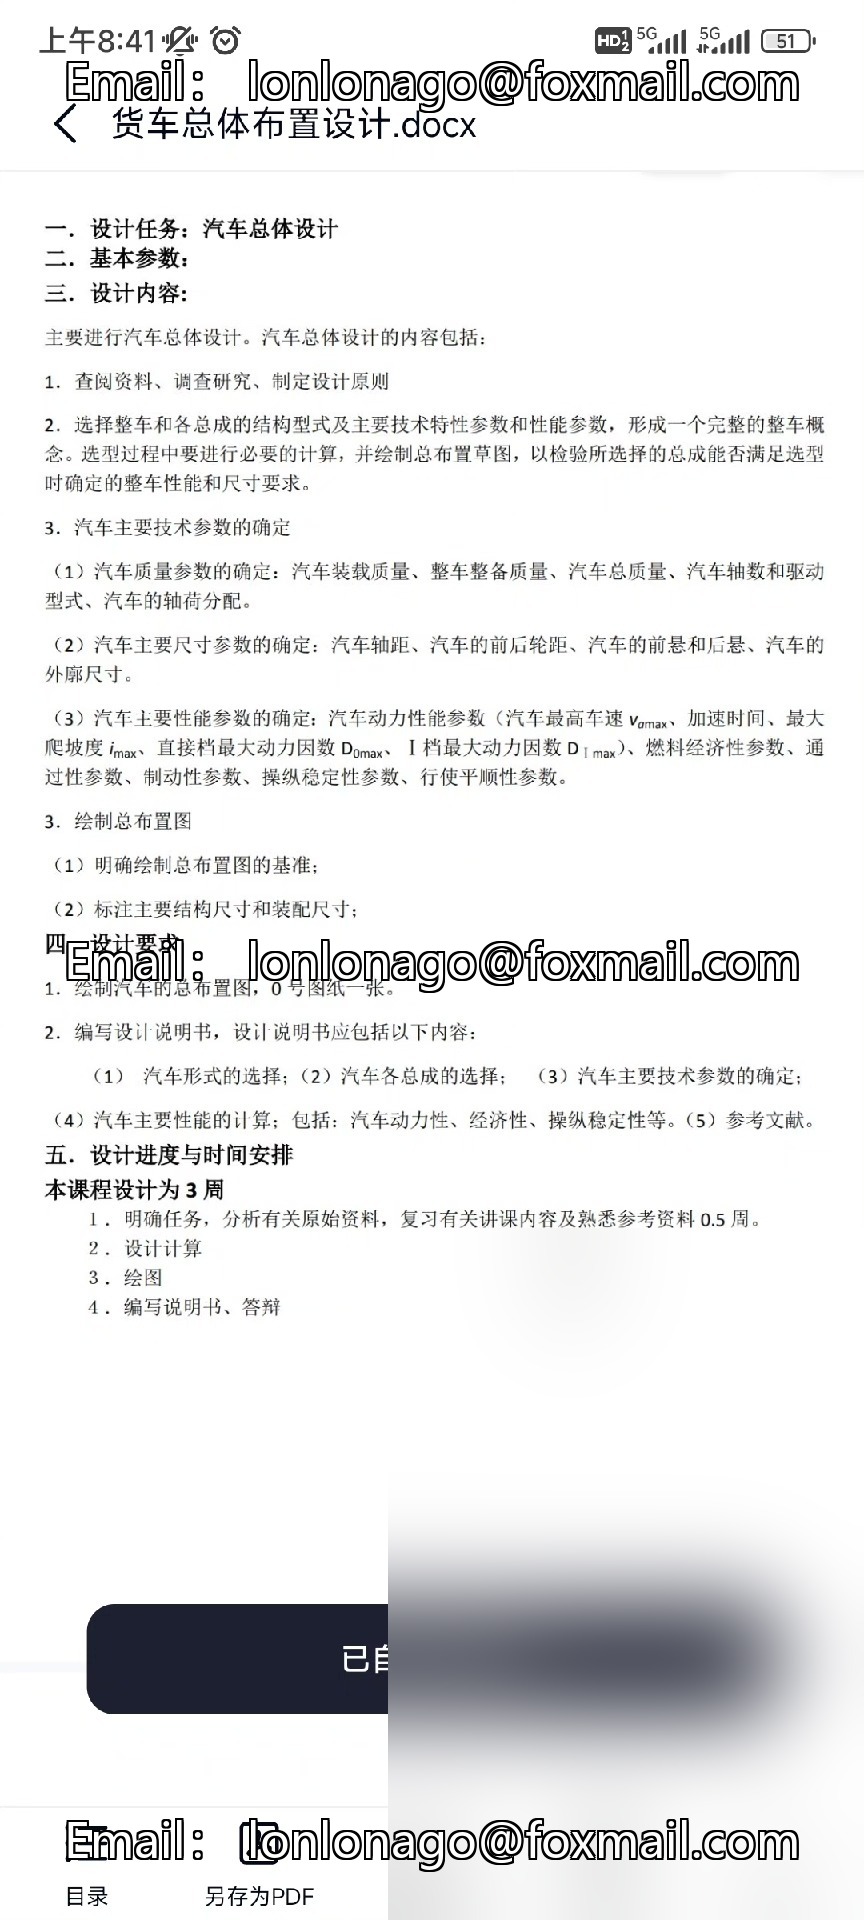 上午8:41 HD 1 2 5G 5G 51
Email： lonlonago@foxmail.com
货车总体布置设计.docx
一．设计任务：汽车总体设计
二．基本参数：
三．设计内容：
主要进行汽车总体设计。汽车总体设计的内容包括：
1．查阅资料、调查研究、制定设计原则
2．选择整车和各总成的结构型式及主要技术特性参数和性能参数，形成一个完整的整车概
念。选型过程中要进行必要的计算，并绘制总布置草图，以检验所选择的总成能否满足选型
时确定的整车性能和尺寸要求。
3．汽车主要技术参数的确定
（1）汽车质量参数的确定：汽车装载质量、整车整备质量、汽车总质量、汽车轴数和驱动
型式、汽车的轴荷分配。
（2）汽车主要尺寸参数的确定：汽车轴距、汽车的前后轮距、汽车的前悬和后悬、汽车的
外廓尺寸。
（3）汽车主要性能参数的确定：汽车动力性能参数（汽车最高车速 vamax、加速时间、最大
爬坡度 imax、直接档最大动力因数 D0max、Ⅰ档最大动力因数 DⅠmax）、燃料经济性参数、通
过性参数、制动性参数、操纵稳定性参数、行使平顺性参数。
3．绘制总布置图
（1）明确绘制总布置图的基准；
（2）标注主要结构尺寸和装配尺寸；
四．设计要求
Email： lonlonago@foxmail.com
1．绘制汽车的总布置图，0 号图纸一张。
2．编写设计说明书，设计说明书应包括以下内容：
（1） 汽车形式的选择；（2）汽车各总成的选择； （3）汽车主要技术参数的确定；
（4）汽车主要性能的计算；包括：汽车动力性、经济性、操纵稳定性等。（5）参考文献。
五．设计进度与时间安排
本课程设计为 3 周
1．明确任务，分析有关原始资料，复习有关讲课内容及熟悉参考资料 0.5 周。
2．设计计算
3．绘图
4．编写说明书、答辩
已自
Email： lonlonago@foxmail.com
目录 另存为PDF